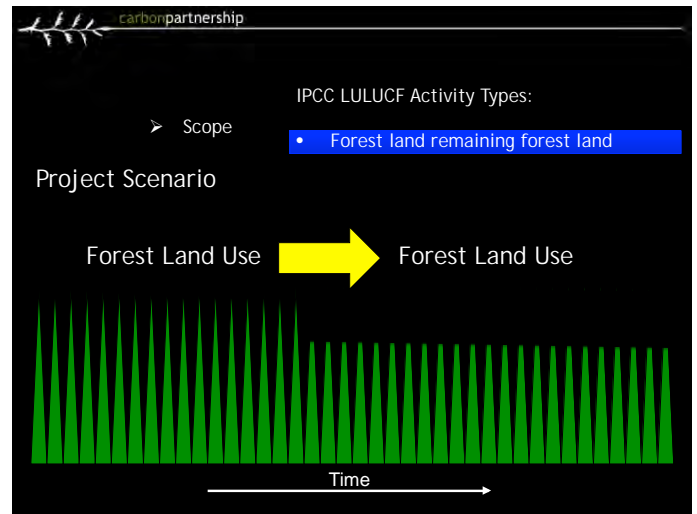 carbonpartnership
IPCC LULUCF Activity Types:
➢ Scope
• Forest land remaining forest land
Project Scenario
Forest Land Use
Forest Land Use
Time